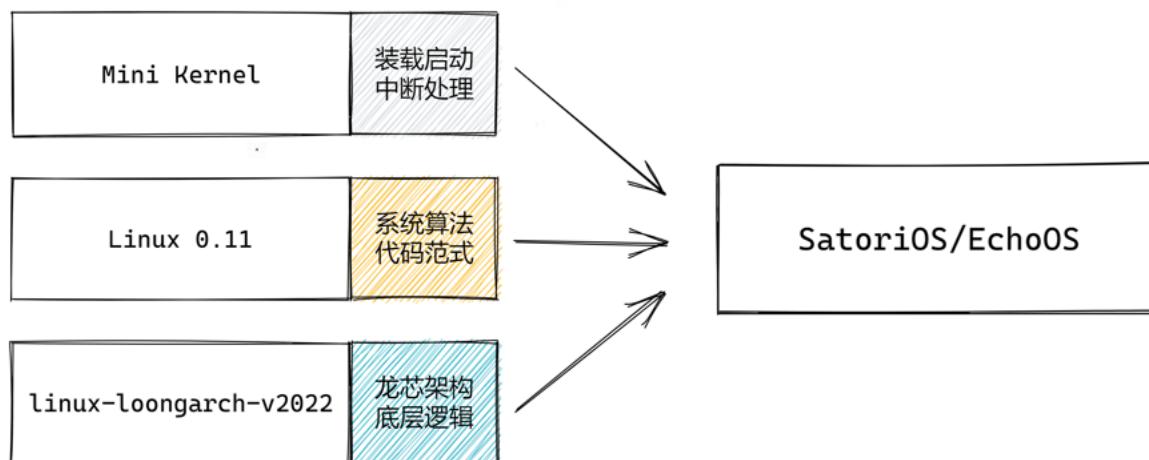 Mini Kernel
装载启动
中断处理
Linux 0.11
系统算法
代码范式
linux-loongarch-v2022
龙芯架构
底层逻辑
SatoriOS/EchoOS